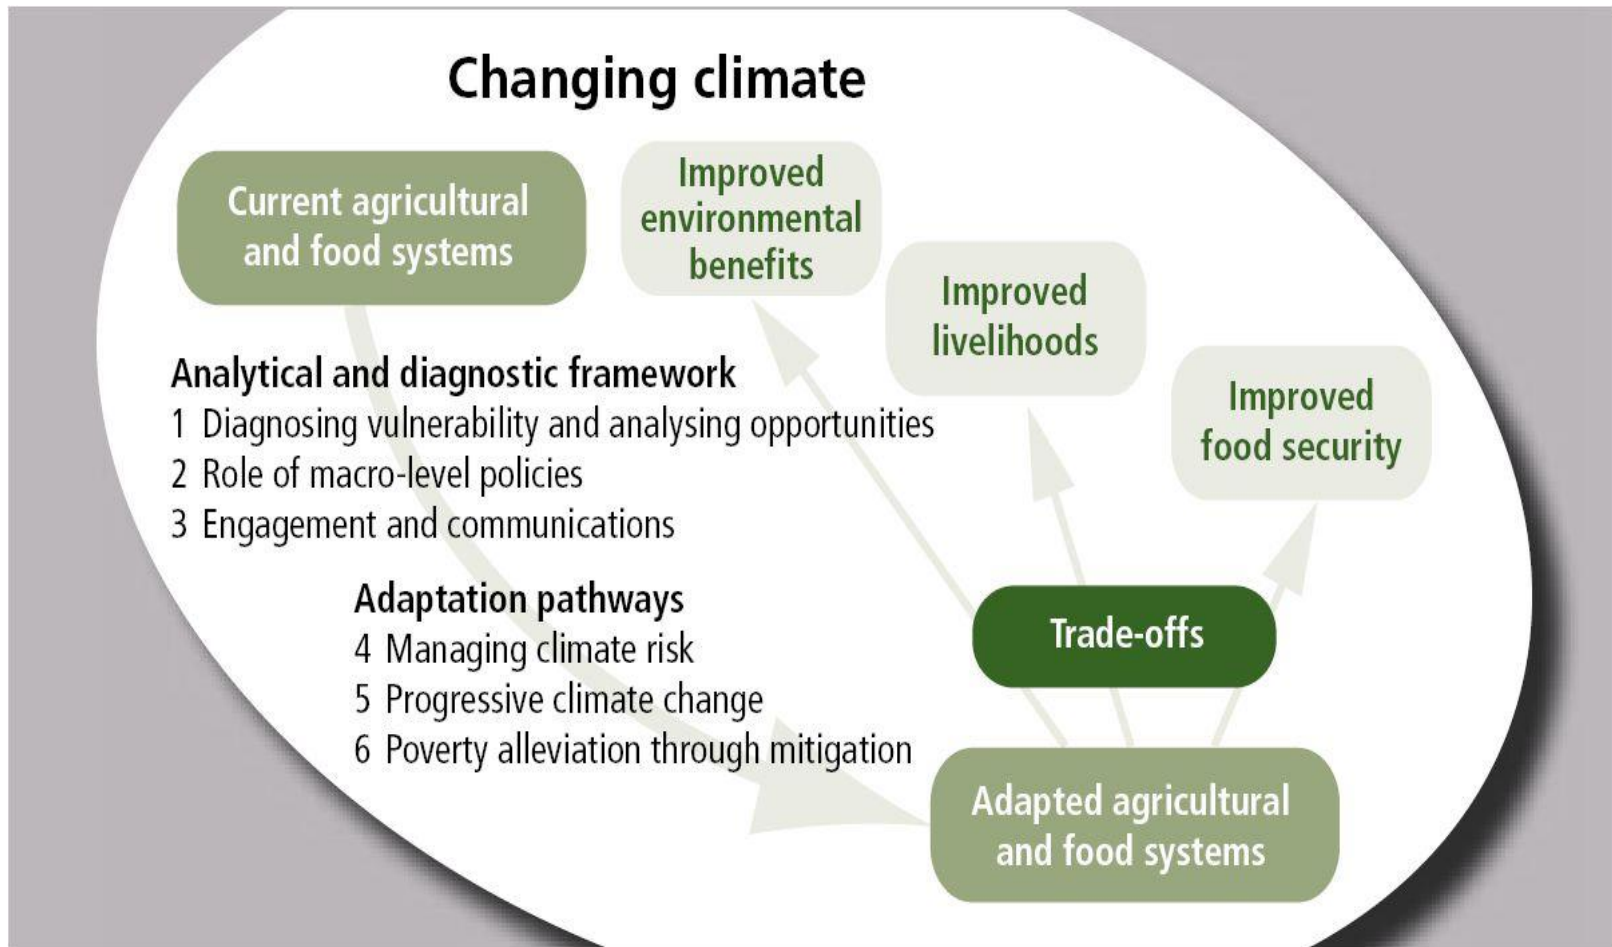 Changing climate
Current agricultural
and food systems
Improved
environmental
benefits
Improved
livelihoods
Improved
food security
Analytical and diagnostic framework
1 Diagnosing vulnerability and analysing opportunities
2 Role of macro-level policies
3 Engagement and communications
Adaptation pathways
4 Managing climate risk
5 Progressive climate change
6 Poverty alleviation through mitigation
Trade-offs
Adapted agricultural
and food systems